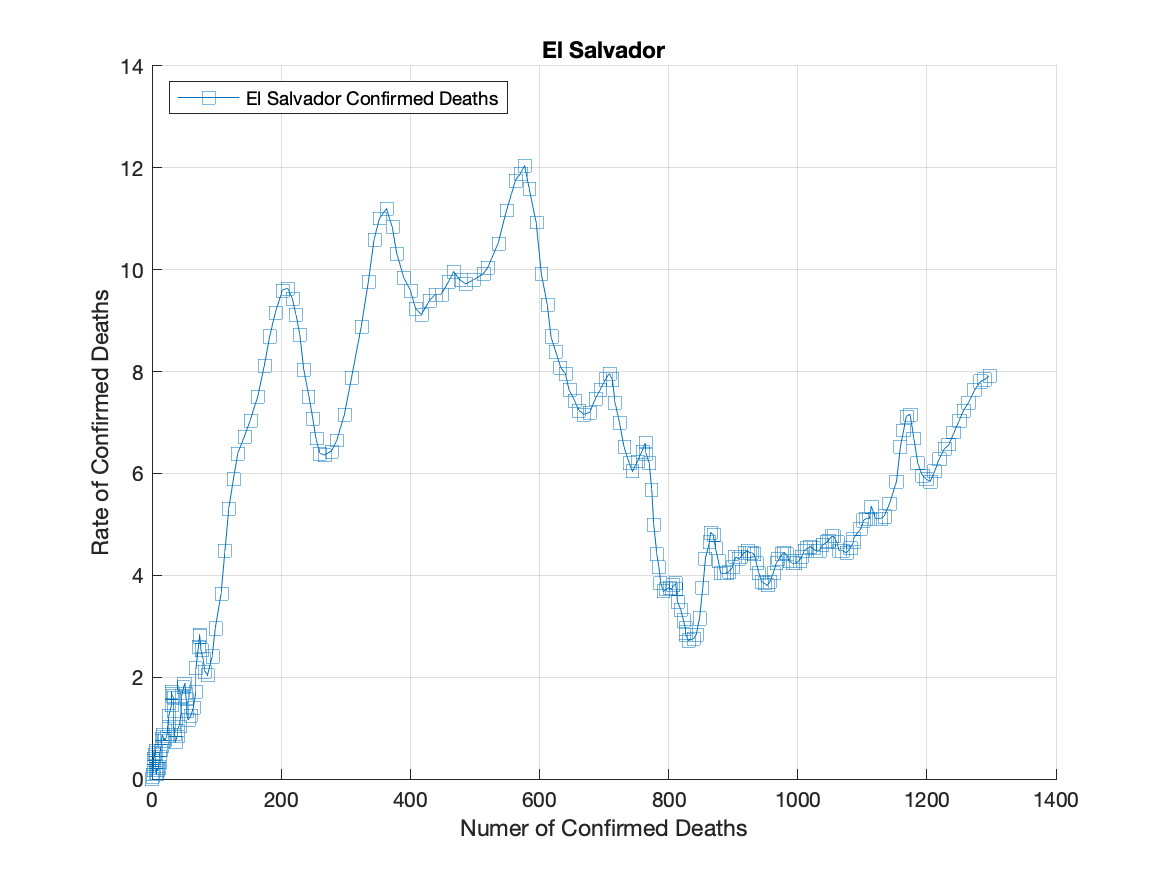 El Salvador
El Salvador Confirmed Deaths
14
12
10
8
6
4
2
0
Rate of Confirmed Deaths
0 200 400 600 800 1000 1200 1400
Numer of Confirmed Deaths